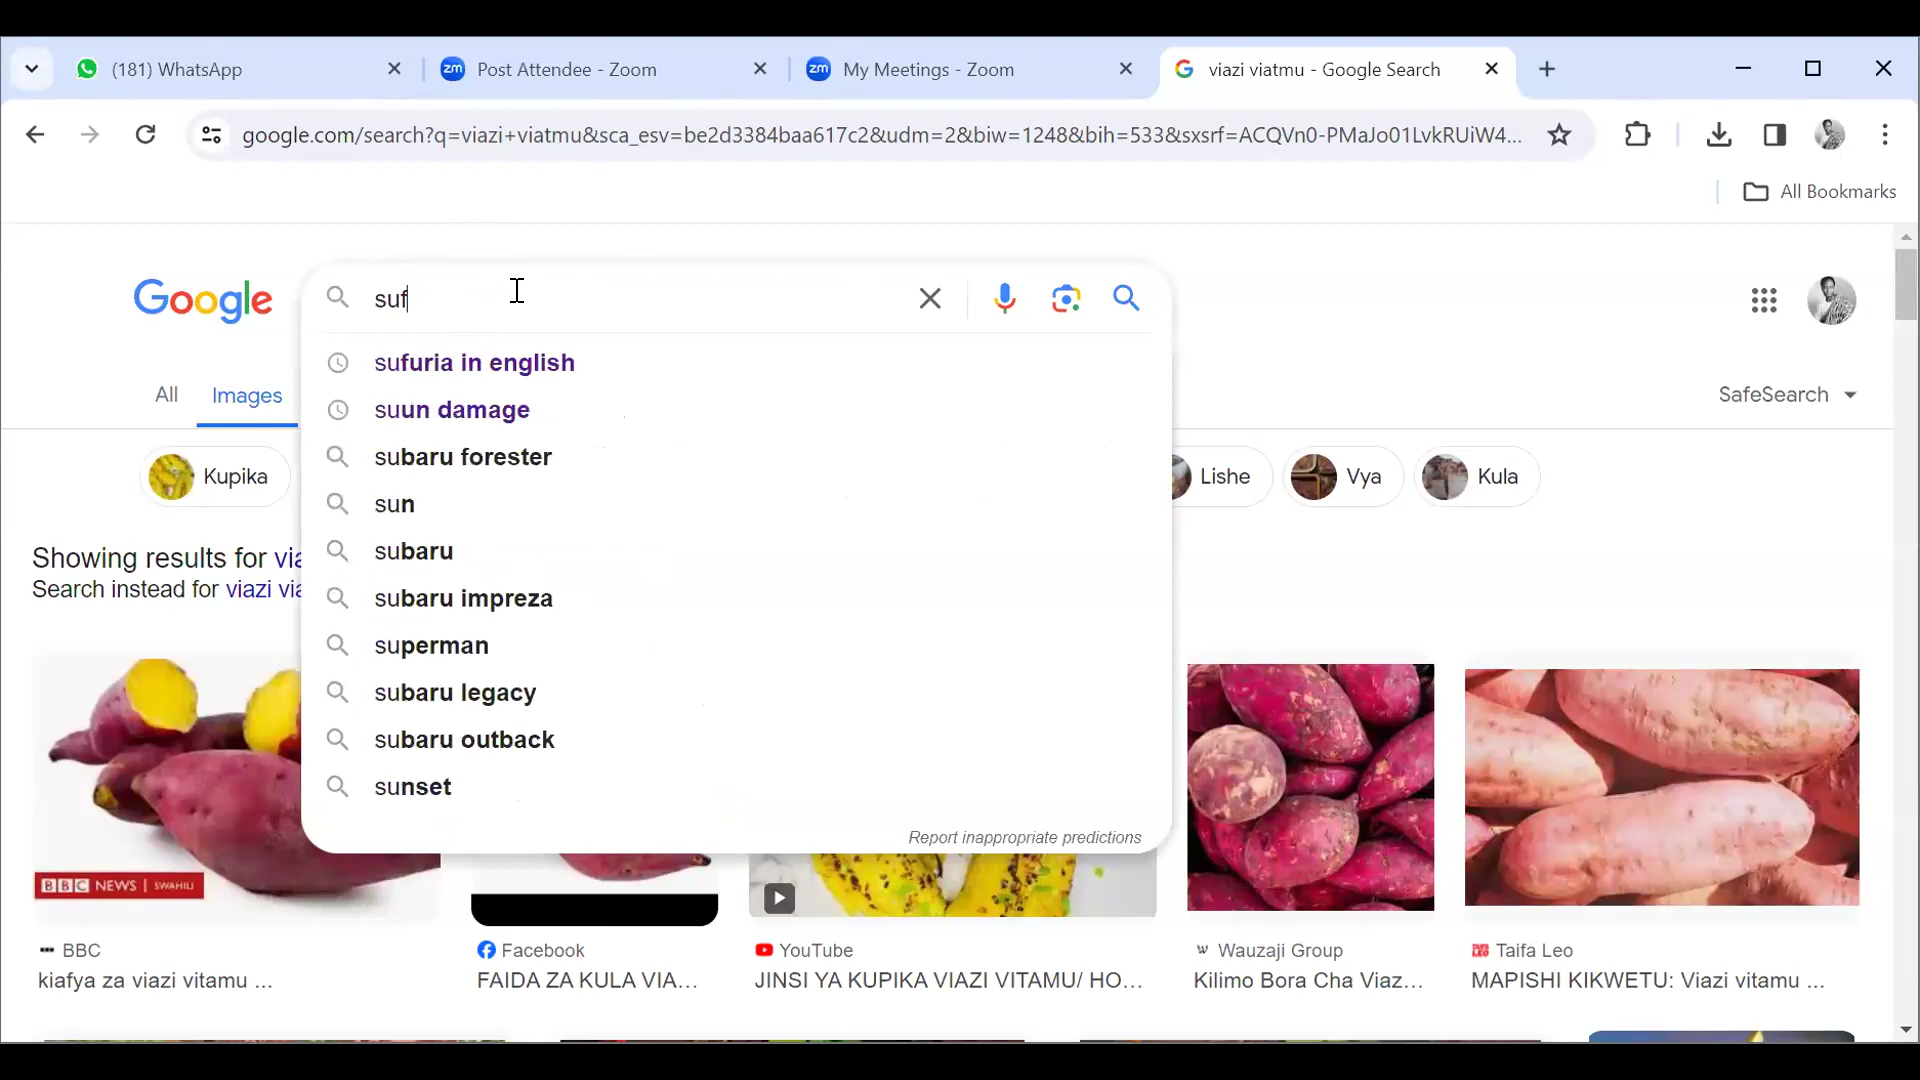 (181) WhatsApp
Post Attendee - Zoom
My Meetings - Zoom
viazi viatmu - Google Search
google.com/search?q=viazi+viatmu&sca_esv=be2d3384baa617c2&udm=2&biw=1248&bih=533&sxsrf=ACQVn0-PMaJo01LvkRUiW4...
All Bookmarks
Google
suf
sufuria in english
suun damage
subaru forester
sun
subaru
subaru impreza
superman
subaru legacy
subaru outback
sunset
Report inappropriate predictions
All
Images
SafeSearch
Kupika
Lishe
Vya
Kula
Showing results for
Search instead for viazi
BBC NEWS | SWAHILI
BBC
kiafya za viazi vitamu ...
Facebook
FAIDA ZA KULA VIA...
YouTube
JINSI YA KUPIKA VIAZI VITAMU/ HO...
Wauzaji Group
Kilimo Bora Cha Viaz...
Taifa Leo
MAPISHI KIKWETU: Viazi vitamu ...